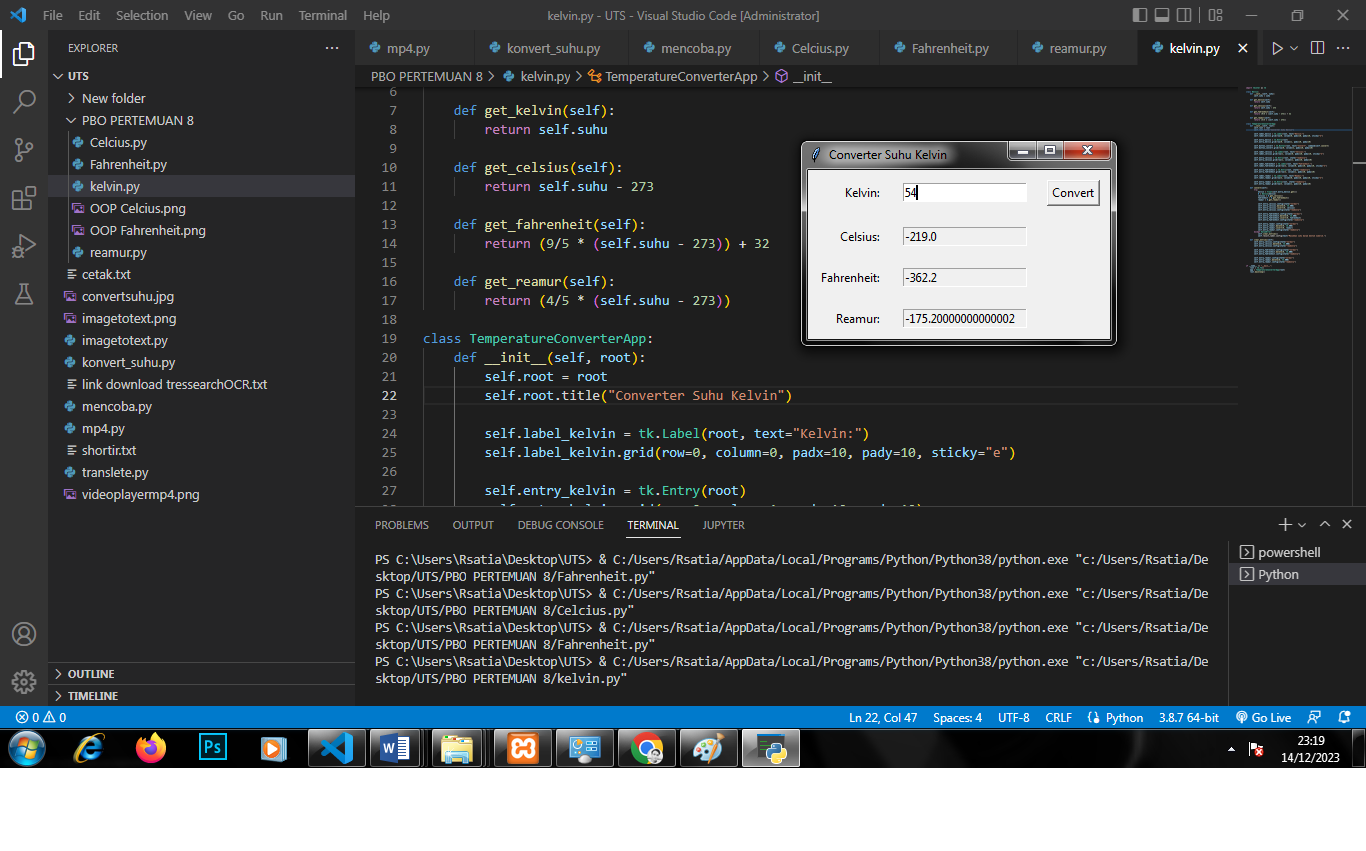 File Edit Selection View Go Run Terminal Help
kelvin.py - UTS - Visual Studio Code [Administrator]
EXPLORER
UTS
New folder
PBO PERTEMUAN 8
Celcius.py
Fahrenheit.py
kelvin.py
OOP Celcius.png
OOP Fahrenheit.png
reamur.py
cetak.txt
convertsuhu.jpg
imagetotext.png
imagetotext.py
konvert_suhu.py
link download tressearchOCR.txt
mencoba.py
mp4.py
shortir.txt
translete.py
videoplayermp4.png
OUTLINE
TIMELINE
mp4.py konvert_suhu.py mencoba.py Celcius.py Fahrenheit.py reamur.py kelvin.py
PBO PERTEMUAN 8 > kelvin.py > TemperatureConverterApp > __init__
6
7 def get_kelvin(self):
8 return self.suhu
9
10 def get_celsius(self):
11 return self.suhu - 273
12
13 def get_fahrenheit(self):
14 return (9/5 * (self.suhu - 273)) + 32
15
16 def get_reamur(self):
17 return (4/5 * (self.suhu - 273))
18
19 class TemperatureConverterApp:
20 def __init__(self, root):
21 self.root = root
22 self.root.title("Converter Suhu Kelvin")
23
24 self.label_kelvin = tk.Label(root, text="Kelvin:")
25 self.label_kelvin.grid(row=0, column=0, padx=10, pady=10, sticky="e")
26
27 self.entry_kelvin = tk.Entry(root)
Converter Suhu Kelvin
Kelvin: 54 Convert
Celsius: -219.0
Fahrenheit: -362.2
Reamur: -175.20000000000002
PROBLEMS OUTPUT DEBUG CONSOLE TERMINAL JUPYTER
PS C:\Users\Rsatia\Desktop\UTS> & C:/Users/Rsatia/AppData/Local/Programs/Python/Python38/python.exe "c:/Users/Rsatia/De
sktop/UTS/PBO PERTEMUAN 8/Fahrenheit.py"
PS C:\Users\Rsatia\Desktop\UTS> & C:/Users/Rsatia/AppData/Local/Programs/Python/Python38/python.exe "c:/Users/Rsatia/De
sktop/UTS/PBO PERTEMUAN 8/Celcius.py"
PS C:\Users\Rsatia\Desktop\UTS> & C:/Users/Rsatia/AppData/Local/Programs/Python/Python38/python.exe "c:/Users/Rsatia/De
sktop/UTS/PBO PERTEMUAN 8/Fahrenheit.py"
PS C:\Users\Rsatia\Desktop\UTS> & C:/Users/Rsatia/AppData/Local/Programs/Python/Python38/python.exe "c:/Users/Rsatia/De
sktop/UTS/PBO PERTEMUAN 8/kelvin.py"
powershell
Python
0 0 Ln 22, Col 47 Spaces: 4 UTF-8 CRLF Python 3.8.7 64-bit Go Live
Ps
23:19
14/12/2023